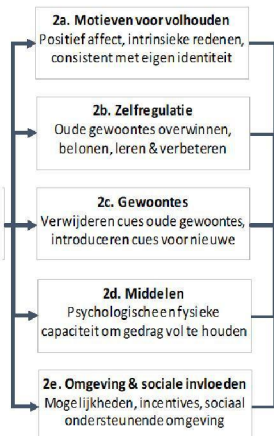 2a. Motieven voor volhouden
Positief affect, intrinsieke redenen,
consistent met eigen identiteit
2b. Zelfregulatie
Oude gewoontes overwinnen,
belonen, leren & verbeteren
2c. Gewoontes
Verwijderen cues oude gewoontes,
introduceren cues voor nieuwe
2d. Middelen
Psychologische en fysieke
capaciteit om gedrag vol te houden
2e. Omgeving & sociale invloeden
Mogelijkheden, incentives, sociaal
ondersteunende omgeving